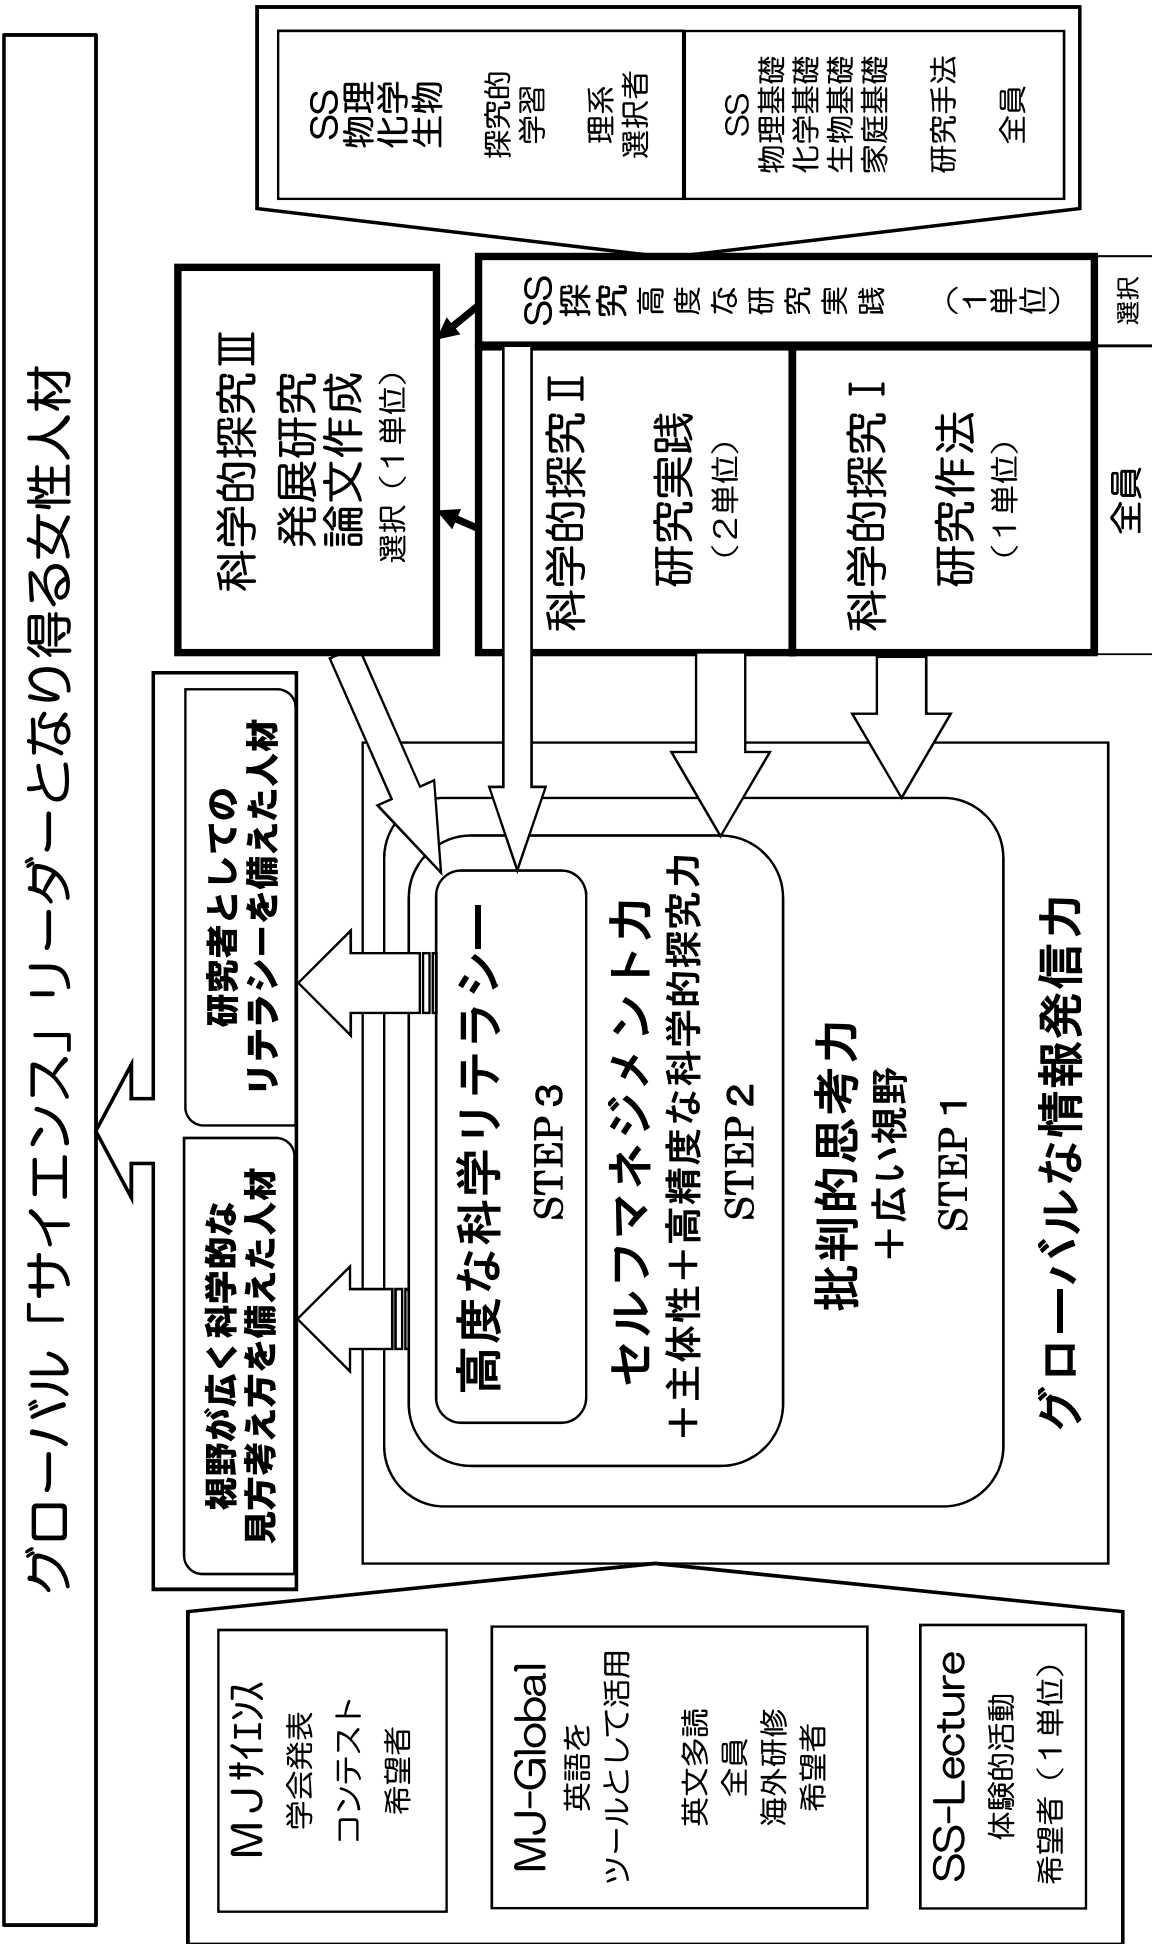 グローバル「サイエンス」リーダーとなり得る女性人材
視野が広く科学的な
見方考え方を備えた人材
研究者としての
リテラシーを備えた人材
ＭＪサイエンス
学会発表
コンテスト
希望者
MJ-Global
英語を
ツールとして活用
英文多読
全員
海外研修
希望者
SS-Lecture
体験的活動
希望者（１単位）
高度な科学リテラシー
STEP３
セルフマネジメント力
＋主体性＋高精度な科学的探究力
STEP２
批判的思考力
＋広い視野
STEP１
グローバルな情報発信力
科学的探究Ⅲ
発展研究
論文作成
選択（１単位）
科学的探究Ⅱ
研究実践
（２単位）
科学的探究Ⅰ
研究作法
（１単位）
全員
SS探究高度な研究実践　（１単位）
選択
SS
物理
化学
生物
探究的
学習
理系
選択者
SS
物理基礎
化学基礎
生物基礎
家庭基礎
研究手法
全員